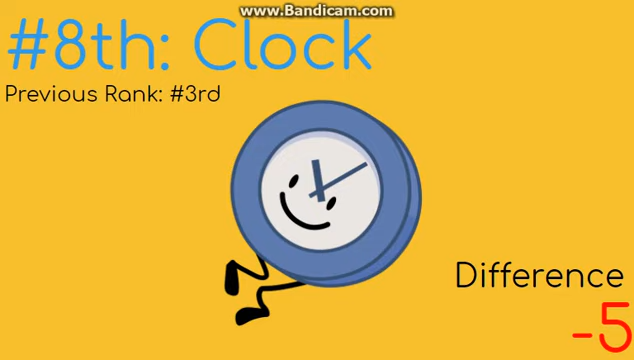 www.Bandicam.com
#8th: Clock
Previous Rank: #3rd
Difference
-5